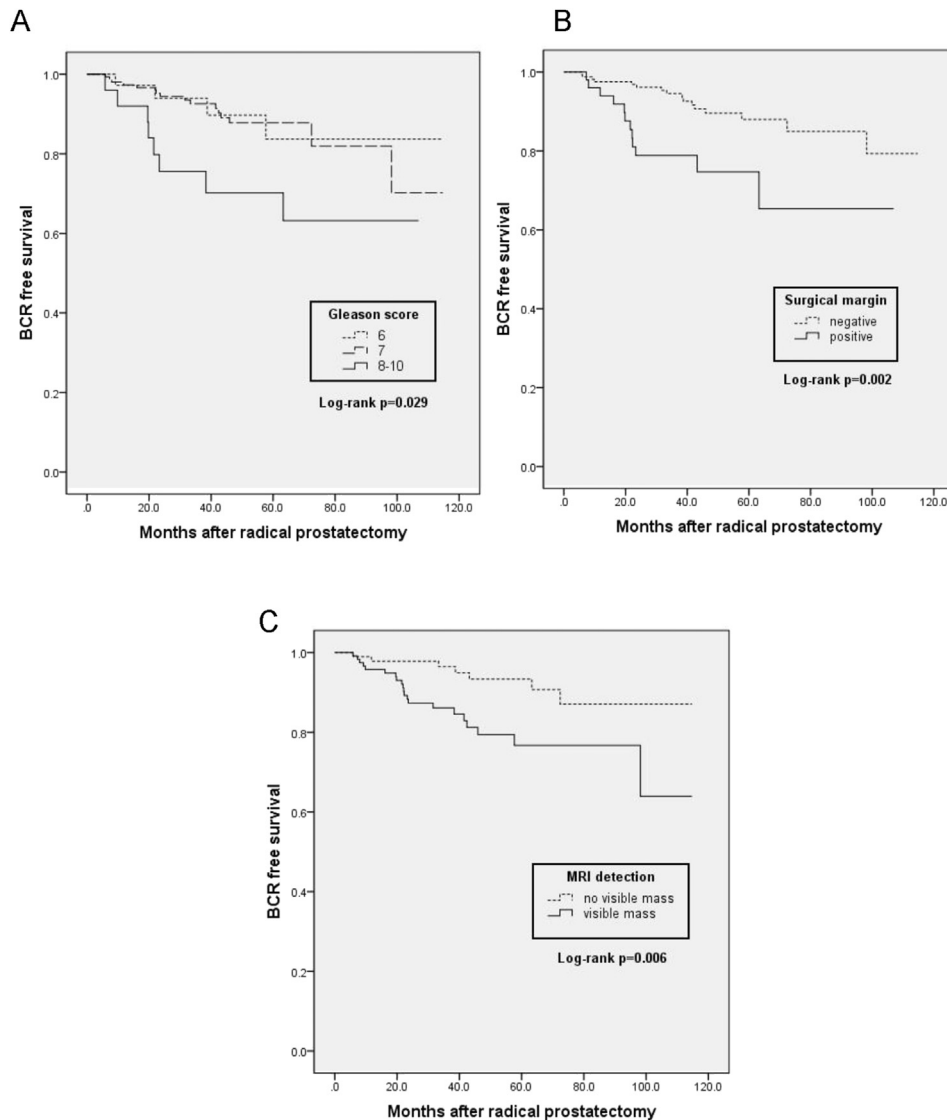 A
BCR free survival
1.0
0.8
0.6
0.4
0.2
0.0
Gleason score
6
7
8-10
Log-rank p=0.029
.0 20.0 40.0 60.0 80.0 100.0 120.0
Months after radical prostatectomy
B
BCR free survival
1.0
0.8
0.6
0.4
0.2
0.0
Surgical margin
negative
positive
Log-rank p=0.002
.0 20.0 40.0 60.0 80.0 100.0 120.0
Months after radical prostatectomy
C
BCR free survival
1.0
0.8
0.6
0.4
0.2
0.0
MRI detection
no visible mass
visible mass
Log-rank p=0.006
.0 20.0 40.0 60.0 80.0 100.0 120.0
Months after radical prostatectomy